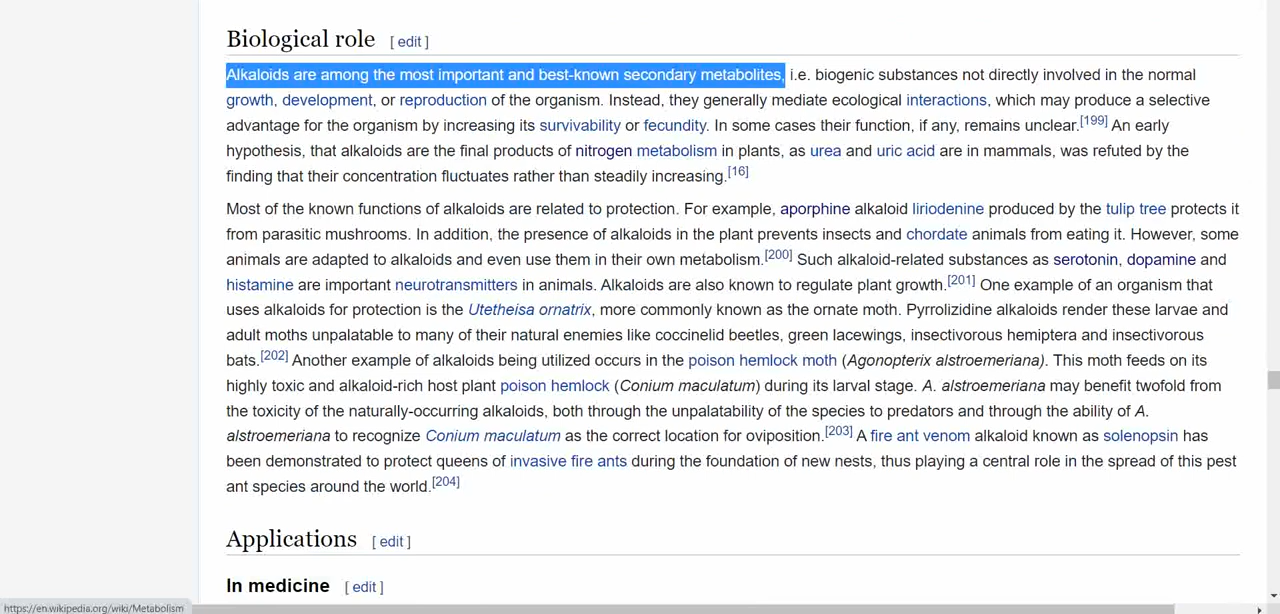 Biological role [ edit ]
Alkaloids are among the most important and best-known secondary metabolites, i.e. biogenic substances not directly involved in the normal
growth, development, or reproduction of the organism. Instead, they generally mediate ecological interactions, which may produce a selective
advantage for the organism by increasing its survivability or fecundity. In some cases their function, if any, remains unclear.[199] An early
hypothesis, that alkaloids are the final products of nitrogen metabolism in plants, as urea and uric acid are in mammals, was refuted by the
finding that their concentration fluctuates rather than steadily increasing.[16]
Most of the known functions of alkaloids are related to protection. For example, aporphine alkaloid liriodenine produced by the tulip tree protects it
from parasitic mushrooms. In addition, the presence of alkaloids in the plant prevents insects and chordate animals from eating it. However, some
animals are adapted to alkaloids and even use them in their own metabolism.[200] Such alkaloid-related substances as serotonin, dopamine and
histamine are important neurotransmitters in animals. Alkaloids are also known to regulate plant growth.[201] One example of an organism that
uses alkaloids for protection is the Utetheisa ornatrix, more commonly known as the ornate moth. Pyrrolizidine alkaloids render these larvae and
adult moths unpalatable to many of their natural enemies like coccinelid beetles, green lacewings, insectivorous hemiptera and insectivorous
bats.[202] Another example of alkaloids being utilized occurs in the poison hemlock moth (Agonopterix alstroemeriana). This moth feeds on its
highly toxic and alkaloid-rich host plant poison hemlock (Conium maculatum) during its larval stage. A. alstroemeriana may benefit twofold from
the toxicity of the naturally-occurring alkaloids, both through the unpalatability of the species to predators and through the ability of A.
alstroemeriana to recognize Conium maculatum as the correct location for oviposition.[203] A fire ant venom alkaloid known as solenopsin has
been demonstrated to protect queens of invasive fire ants during the foundation of new nests, thus playing a central role in the spread of this pest
ant species around the world.[204]
Applications [ edit ]
In medicine [ edit ]
https://en.wikipedia.org/wiki/Metabolism